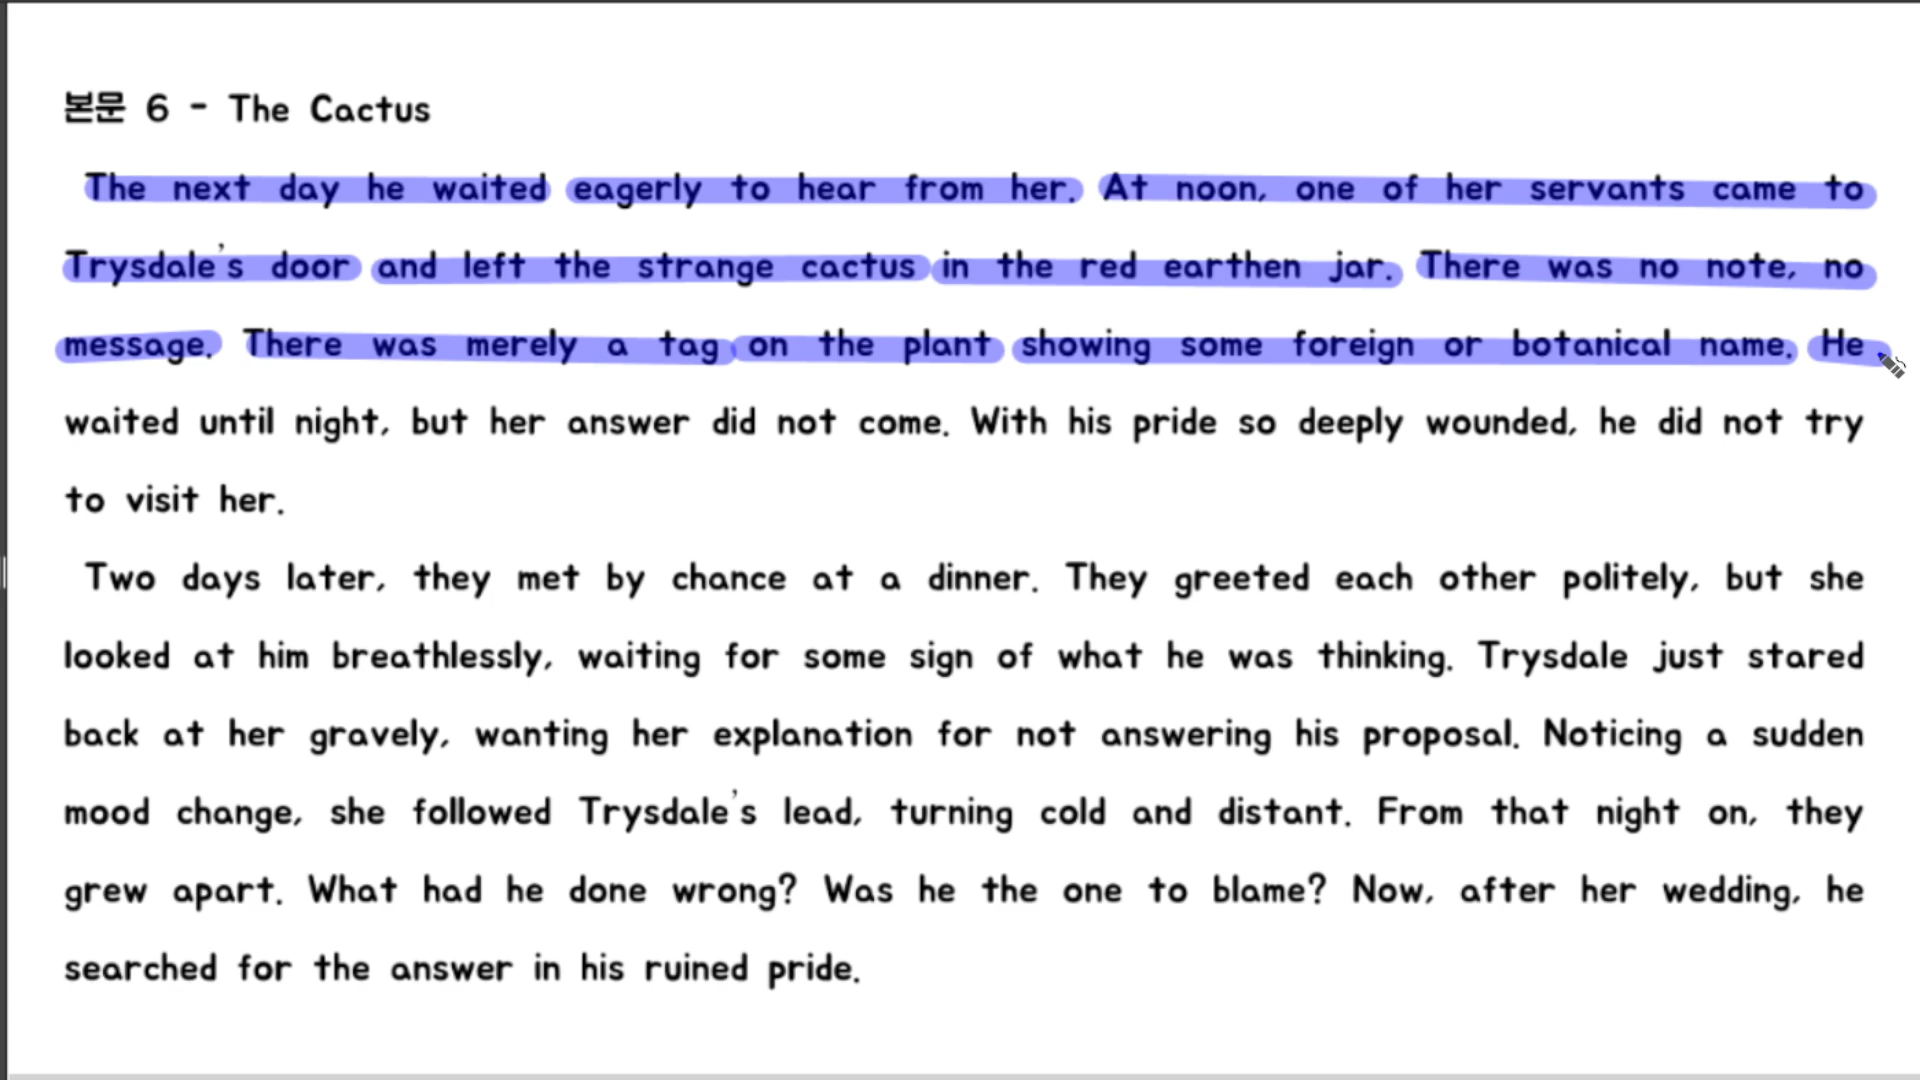 본문 6 - The Cactus
The next day he waited eagerly to hear from her. At noon, one of her servants came to
Trysdale's door and left the strange cactus in the red earthen jar. There was no note, no
message. There was merely a tag on the plant showing some foreign or botanical name. He
waited until night, but her answer did not come. With his pride so deeply wounded, he did not try
to visit her.
Two days later, they met by chance at a dinner. They greeted each other politely, but she
looked at him breathlessly, waiting for some sign of what he was thinking. Trysdale just stared
back at her gravely, wanting her explanation for not answering his proposal. Noticing a sudden
mood change, she followed Trysdale's lead, turning cold and distant. From that night on, they
grew apart. What had he done wrong? Was he the one to blame? Now, after her wedding, he
searched for the answer in his ruined pride.